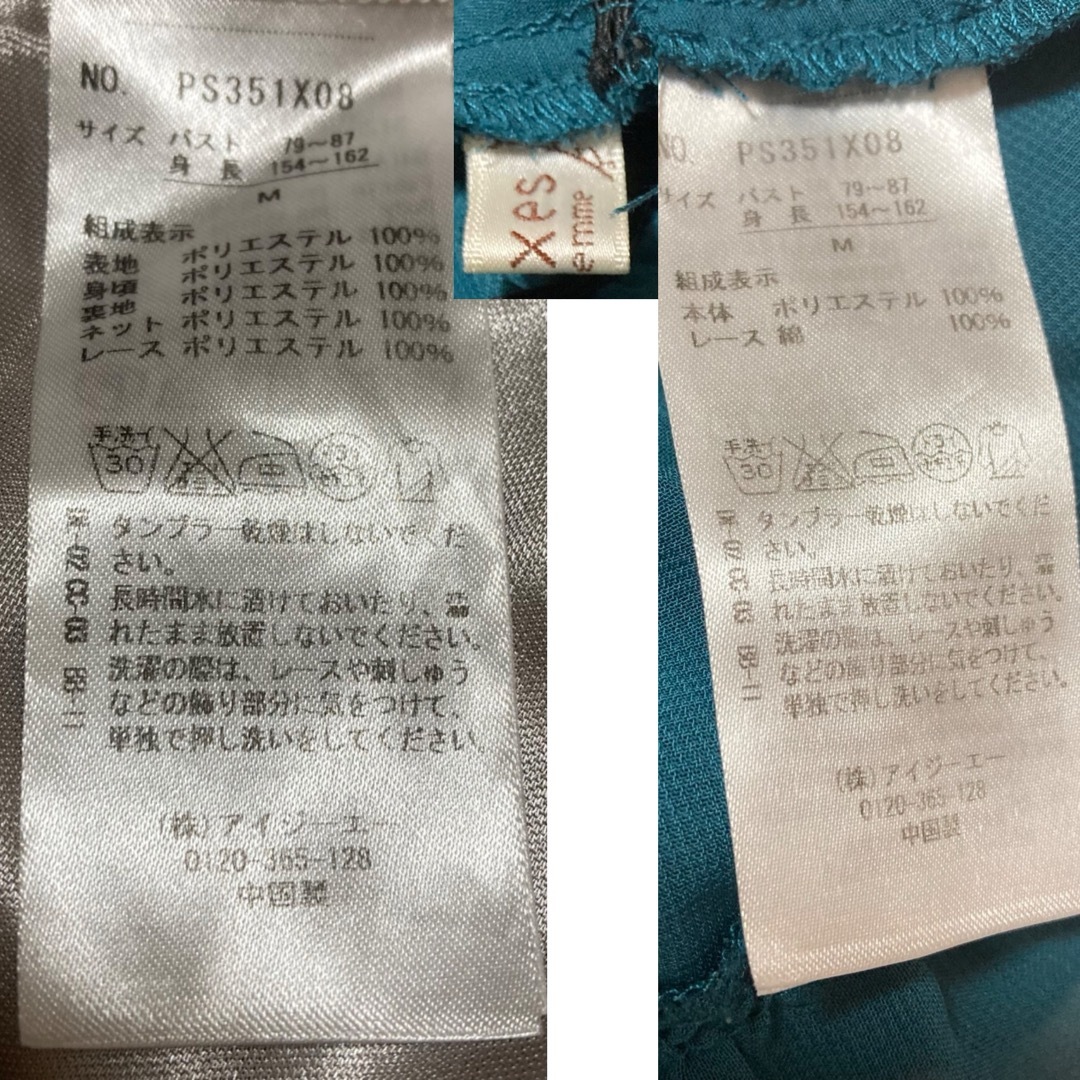 NO. PS351X08
サイズ バスト 79～87
身長 154～162
M
組成表示
表地 ポリエステル 100%
身頃 ポリエステル 100%
裏地 ポリエステル 100%
ネット ポリエステル 100%
レース ポリエステル 100%
手洗イ
30
タンブラー乾燥はしないでくだ
さい。
長時間水に漬けておいたり、濡
れたまま放置しないでください。
洗濯の際は、レースや刺しゅう
などの飾り部分に気をつけて、
単独で押し洗いをしてください。
(株)アイジーエー
0120-365-128
中国製
xes
emme
NO. PS351X08
サイズ バスト 79～87
身長 154～162
M
組成表示
本体 ポリエステル 100%
レース 綿 100%
手洗イ
30
タンブラー乾燥はしないでくだ
さい。
長時間水に漬けておいたり、濡
れたまま放置しないでください。
洗濯の際は、レースや刺しゅう
などの飾り部分に気をつけて、
単独で押し洗いをしてください。
(株)アイジーエー
0120-365-128
中国製